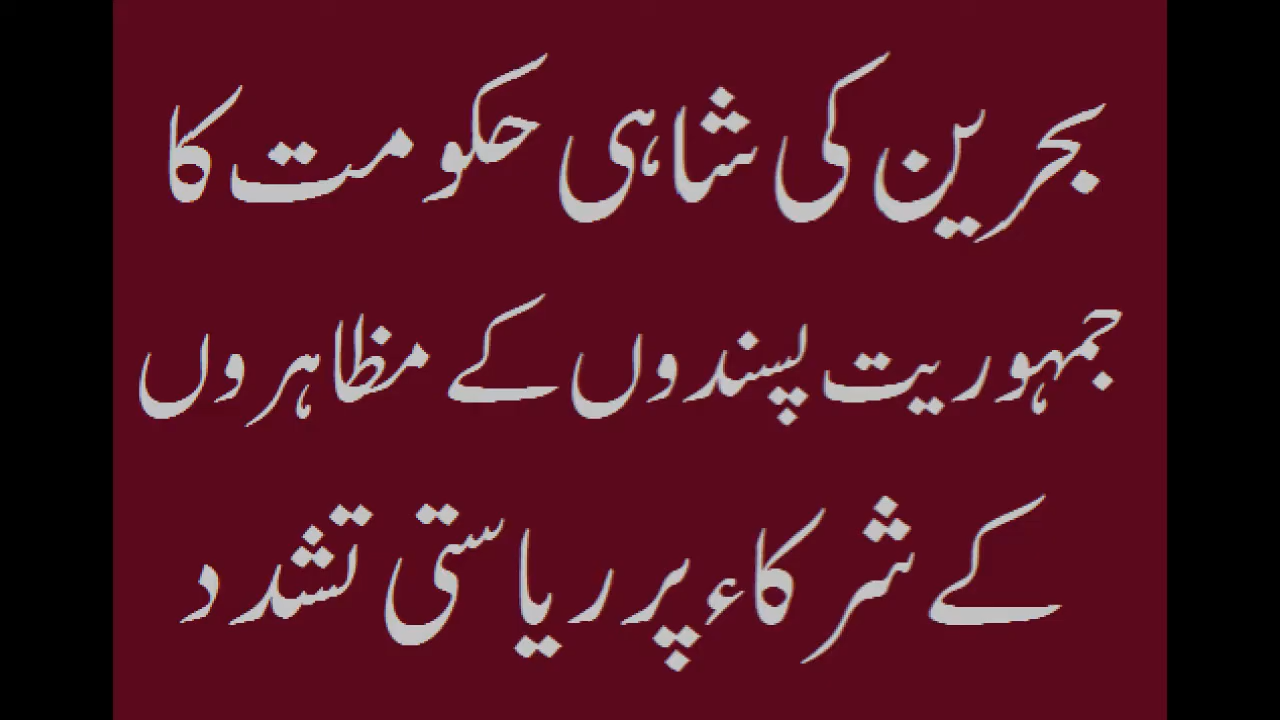 بحرین کی شاہی حکومت کا
جمہوریت پسندوں کے مظاہروں
کے شرکاء پر ریاستی تشدد